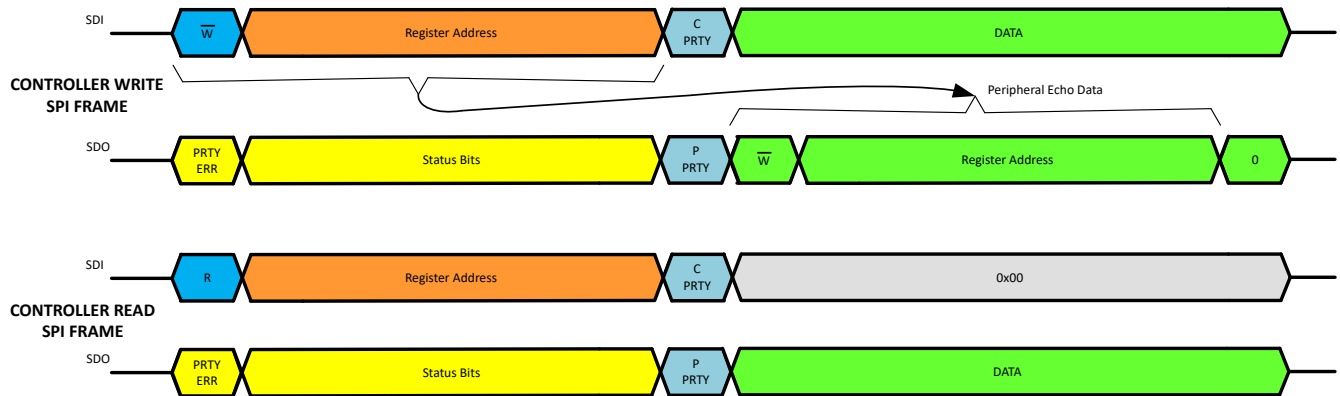 SDI
W̅
Register Address
C
PRTY
DATA
CONTROLLER WRITE
SPI FRAME
Peripheral Echo Data
SDO
PRTY
ERR
Status Bits
P
PRTY
W̅
Register Address
0
SDI
R
Register Address
C
PRTY
0x00
CONTROLLER READ
SPI FRAME
SDO
PRTY
ERR
Status Bits
P
PRTY
DATA